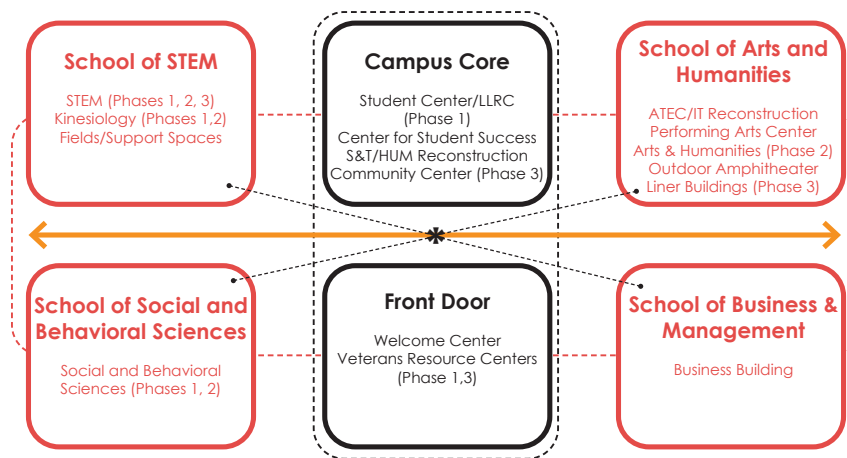 School of STEM
STEM (Phases 1, 2, 3)
Kinesiology (Phases 1,2)
Fields/Support Spaces
Campus Core
Student Center/LLRC
(Phase 1)
Center for Student Success
S&T/HUM Reconstruction
Community Center (Phase 3)
School of Arts and
Humanities
ATEC/IT Reconstruction
Performing Arts Center
Arts & Humanities (Phase 2)
Outdoor Amphitheater
Liner Buildings (Phase 3)
School of Social and
Behavioral Sciences
Social and Behavioral
Sciences (Phases 1, 2)
Front Door
Welcome Center
Veterans Resource Centers
(Phase 1,3)
School of Business &
Management
Business Building